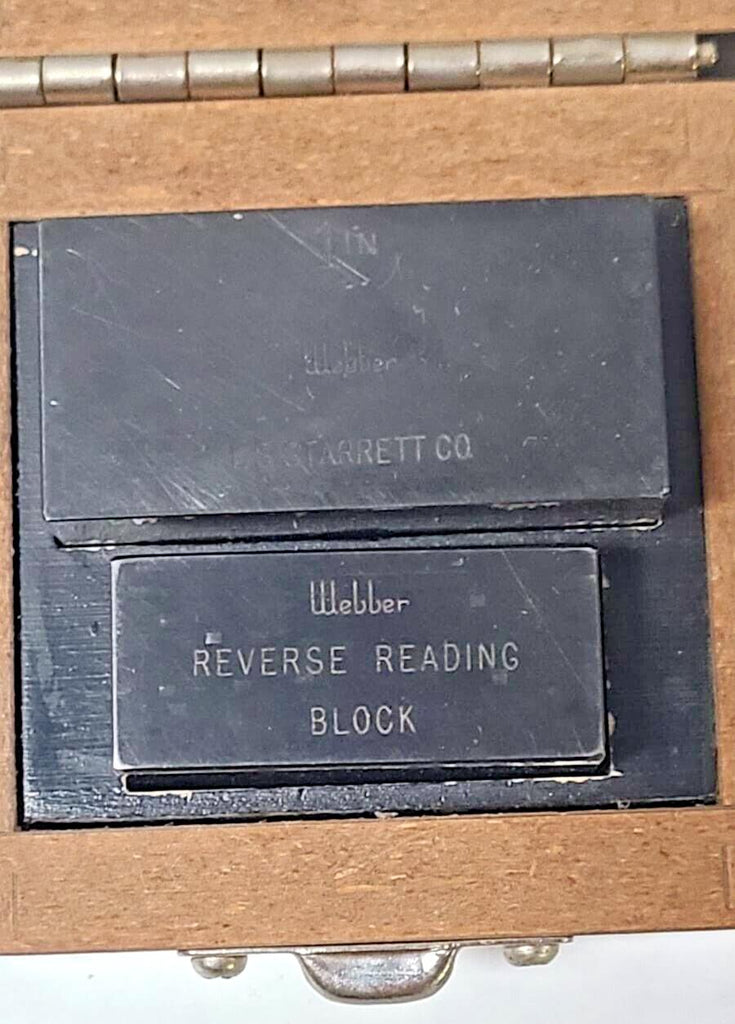 1 IN
Webber
L.S. STARRETT CO.
Webber
REVERSE READING
BLOCK